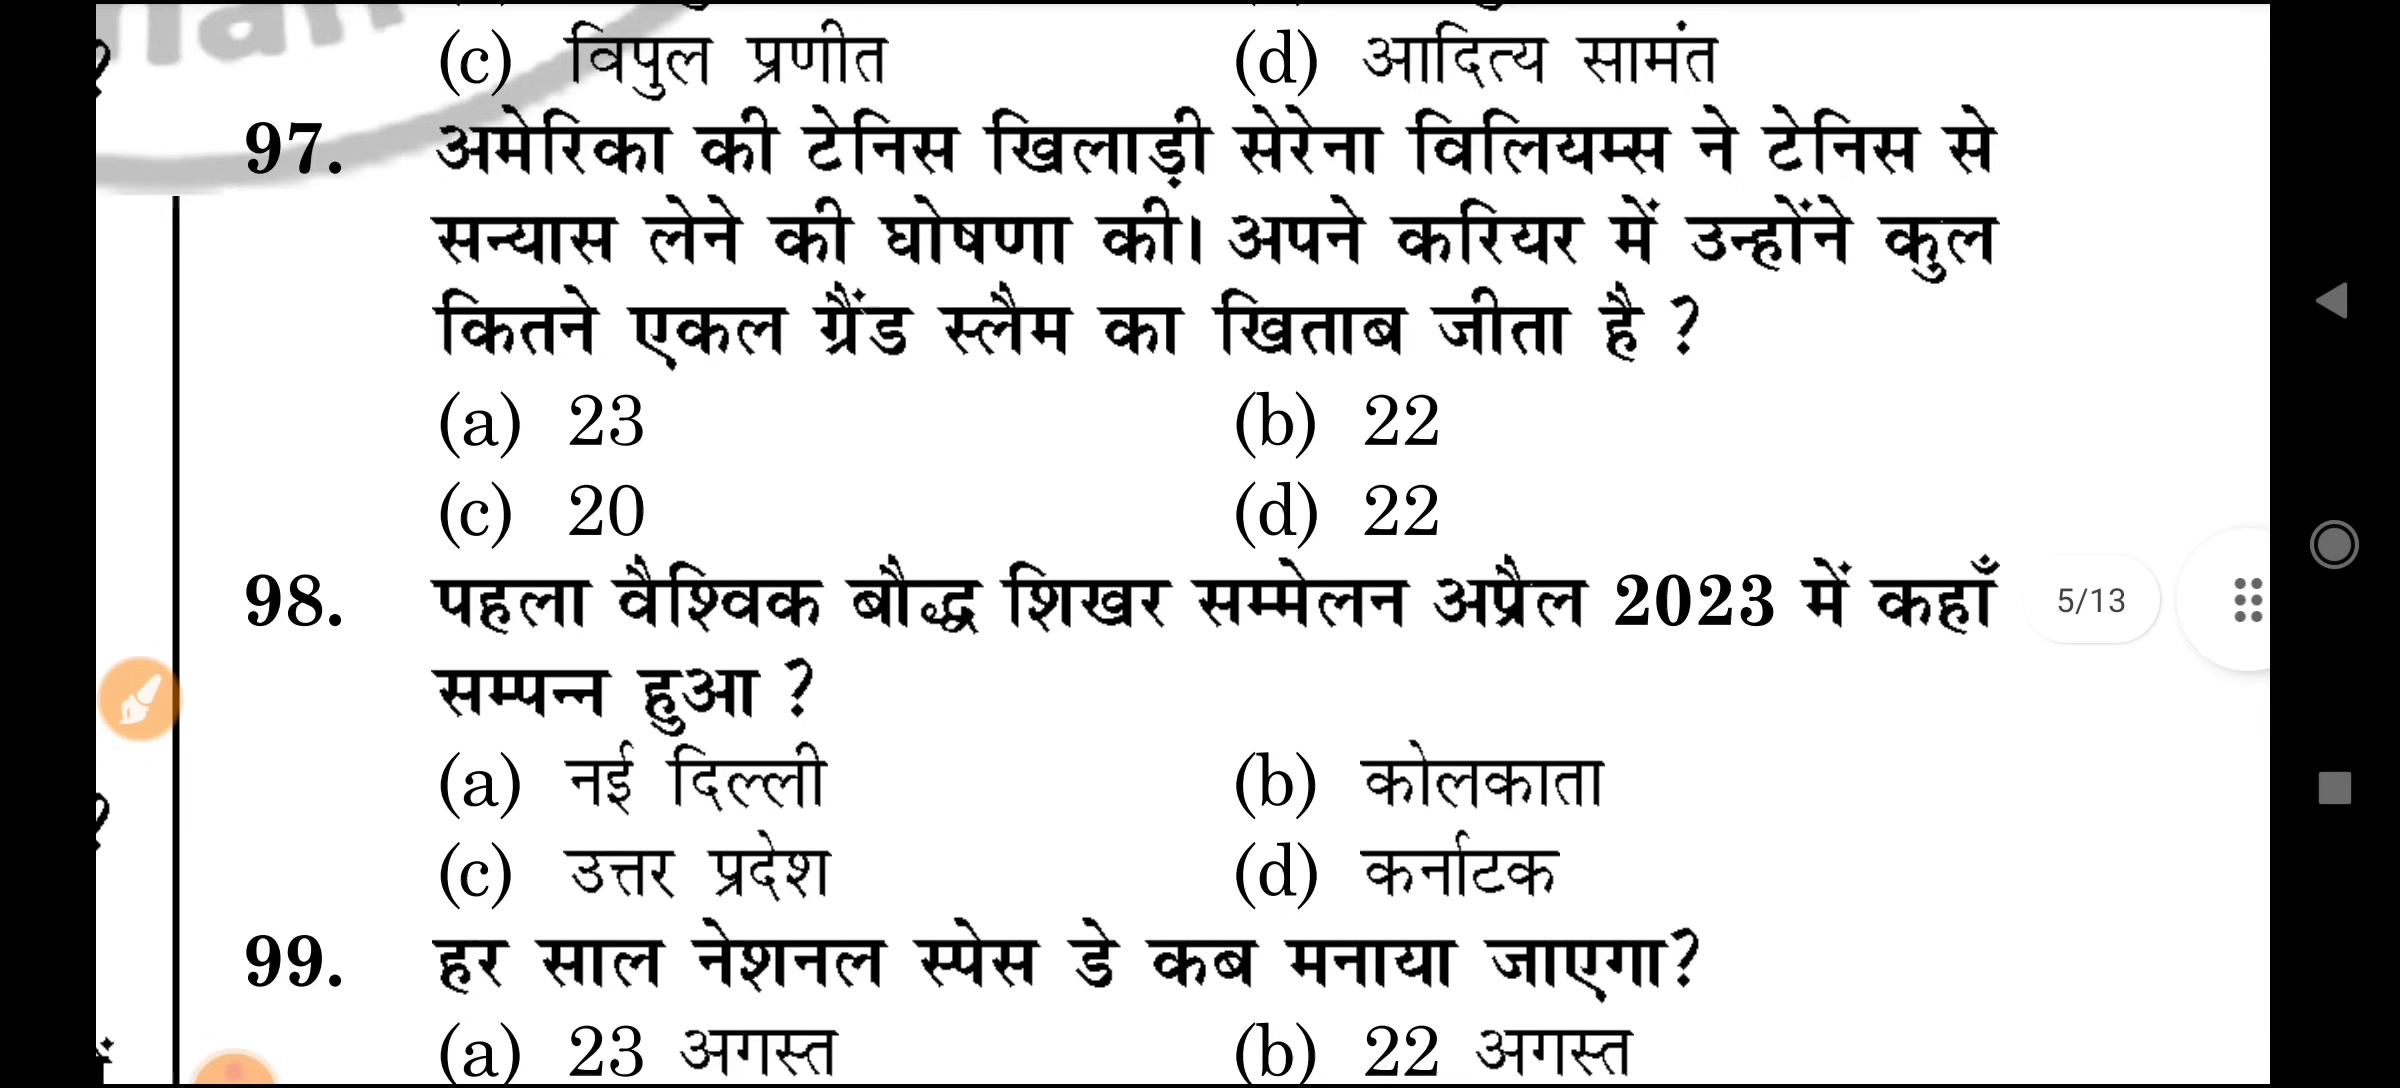 (c) विपुल प्रणीत (d) आदित्य सामंत
97. अमेरिका की टेनिस खिलाड़ी सेरेना विलियम्स ने टेनिस से
सन्यास लेने की घोषणा की। अपने करियर में उन्होंने कुल
कितने एकल ग्रैंड स्लैम का खिताब जीता है ?
(a) 23 (b) 22
(c) 20 (d) 22
98. पहला वैश्विक बौद्ध शिखर सम्मेलन अप्रैल 2023 में कहाँ
5/13
सम्पन्न हुआ ?
(a) नई दिल्ली (b) कोलकाता
(c) उत्तर प्रदेश (d) कर्नाटक
99. हर साल नेशनल स्पेस डे कब मनाया जाएगा?
(a) 23 अगस्त (b) 22 अगस्त